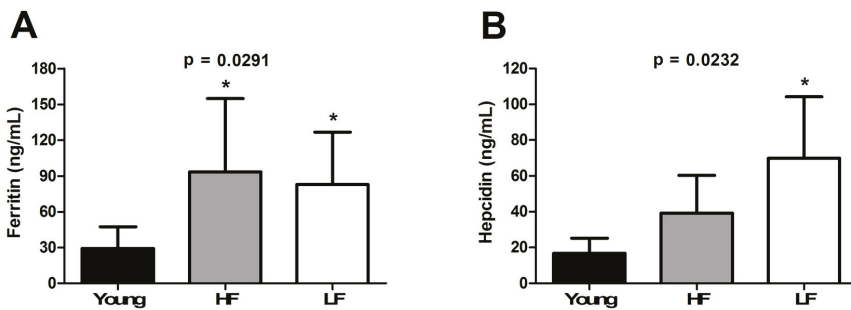 A
p = 0.0291
Ferritin (ng/mL)
180
150
120
90
60
30
0
*
*
Young
HF
LF
B
p = 0.0232
Hepcidin (ng/mL)
120
100
80
60
40
20
0
*
Young
HF
LF